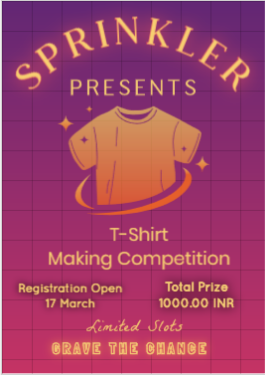 SPRINKLER
PRESENTS
T-Shirt
Making Competition
Registration Open
17 March
Total Prize
1000.00 INR
Limited Slots
GRAVE THE CHANCE